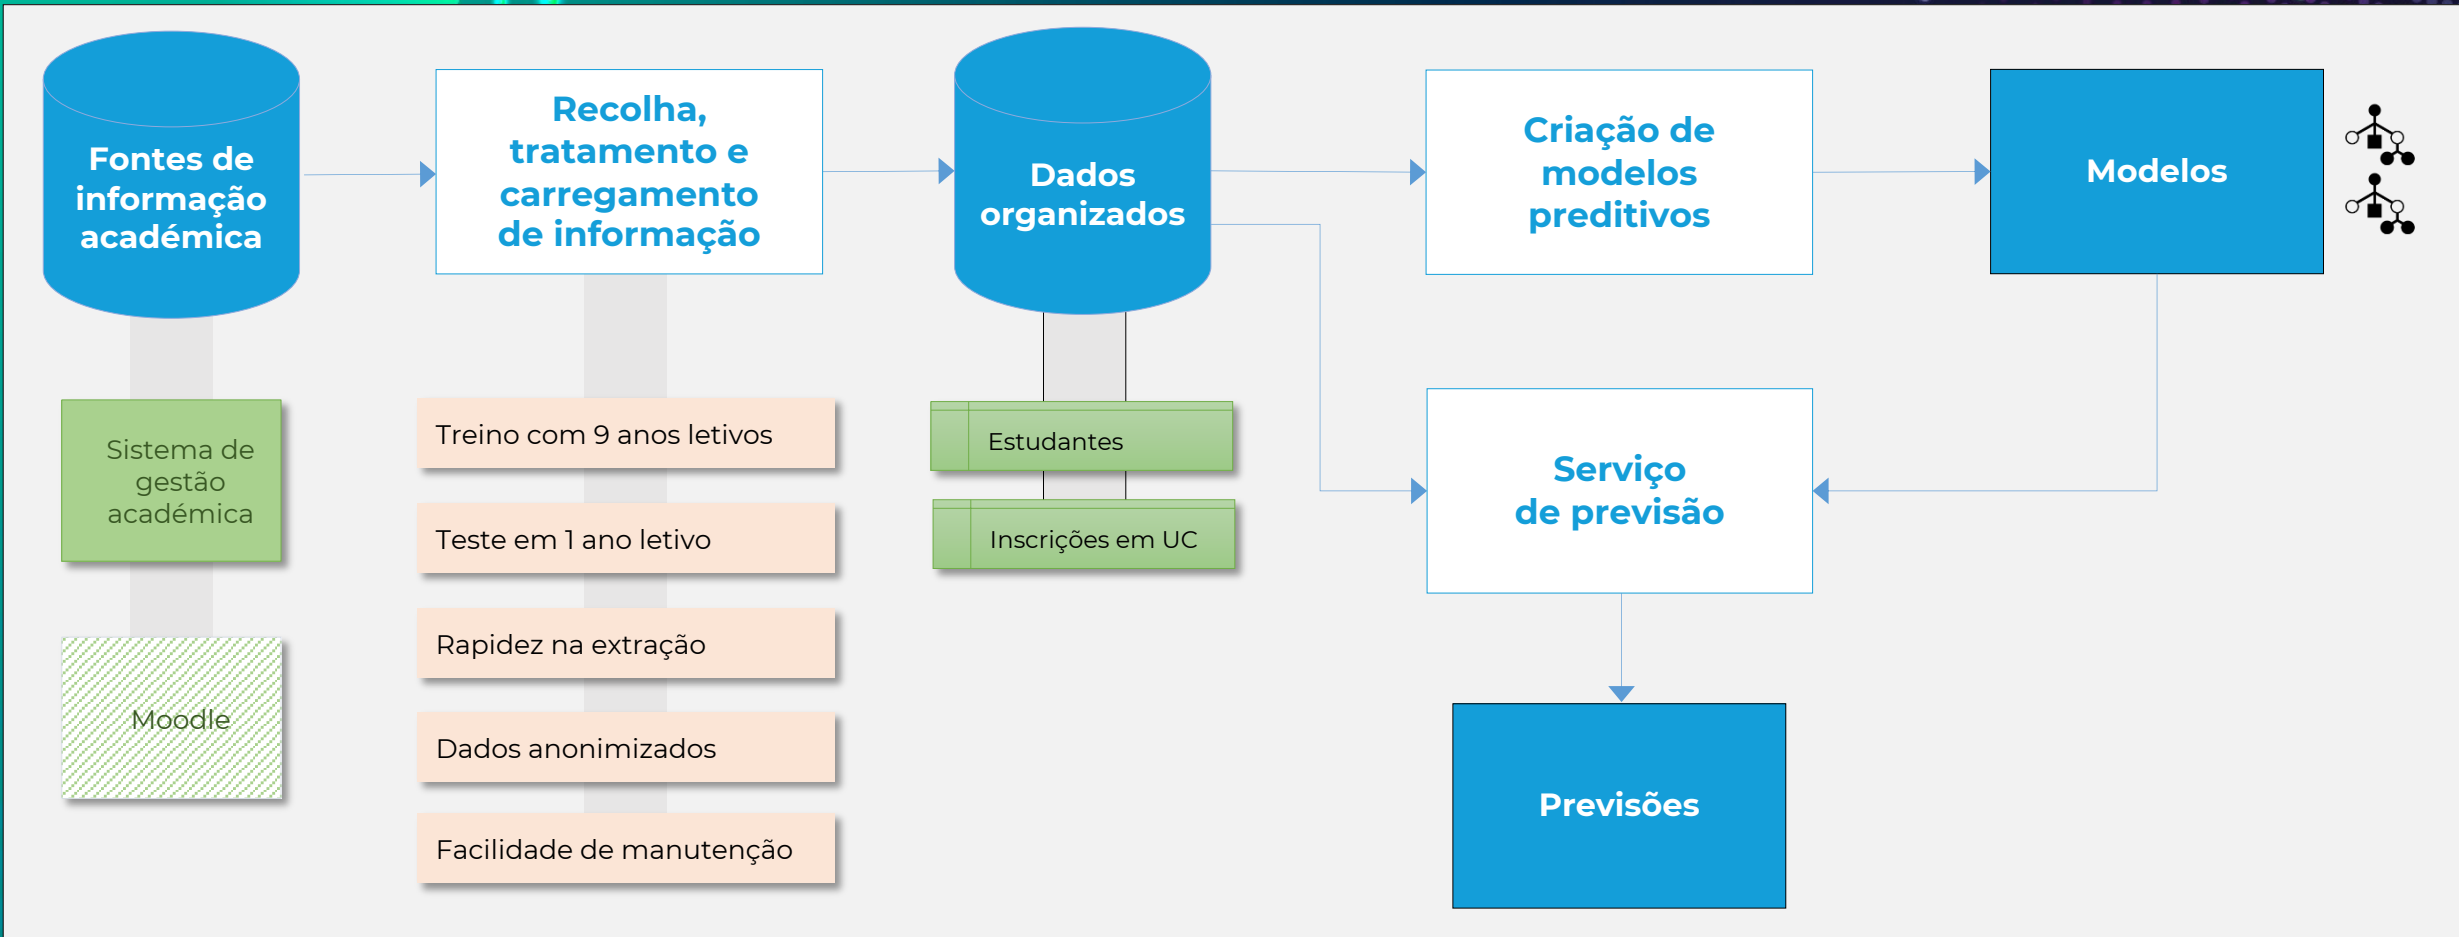 Fontes de
informação
académica
Recolha,
tratamento e
carregamento
de informação
Dados
organizados
Criação de
modelos
preditivos
Modelos
Sistema de
gestão
académica
Moodle
Treino com 9 anos letivos
Teste em 1 ano letivo
Rapidez na extração
Dados anonimizados
Facilidade de manutenção
Estudantes
Inscrições em UC
Serviço
de previsão
Previsões